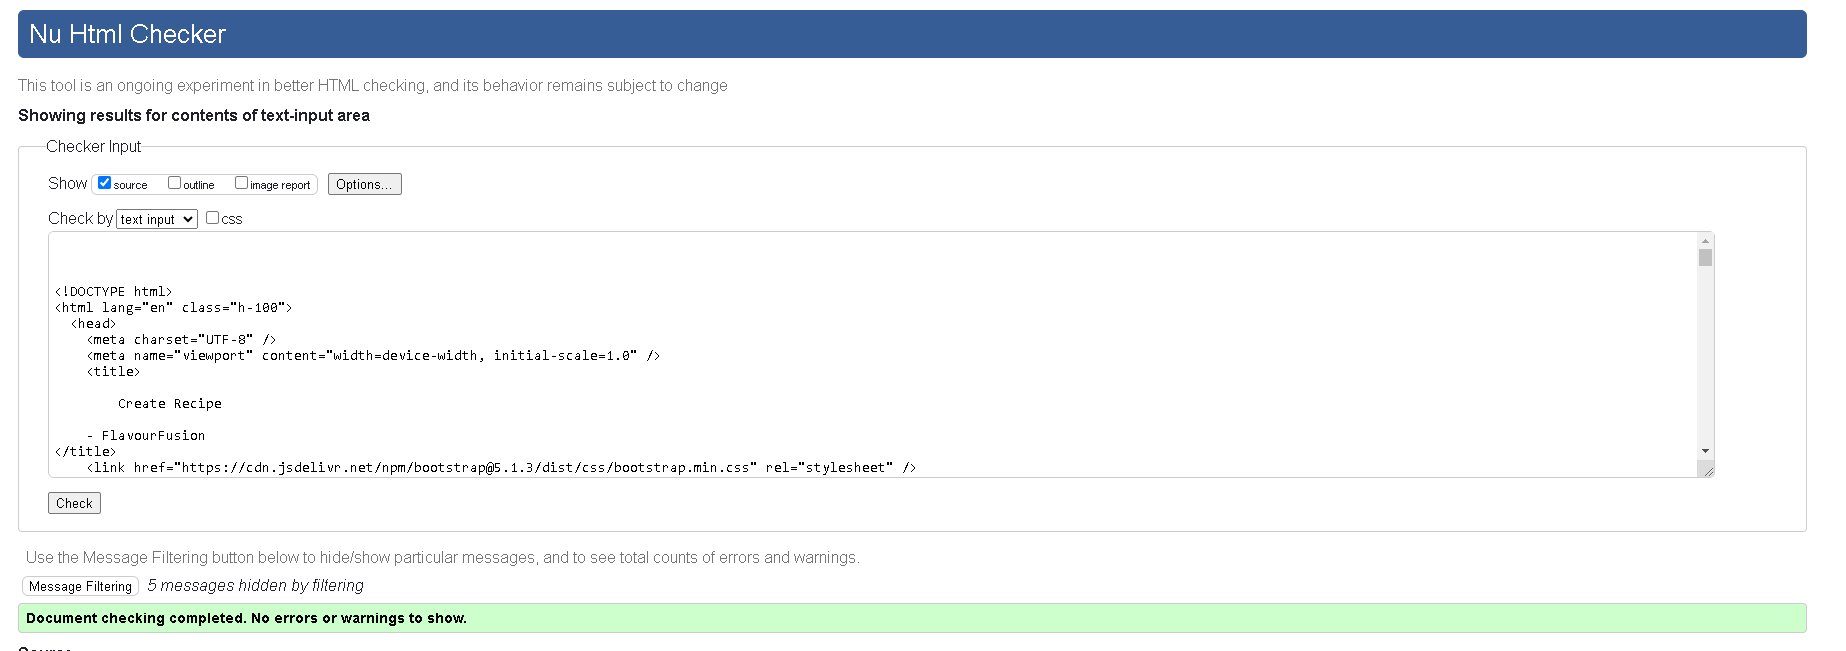 Nu Html Checker
This tool is an ongoing experiment in better HTML checking, and its behavior remains subject to change
Showing results for contents of text-input area
Checker Input
Show source outline image report Options...
Check by text input css
<!DOCTYPE html>
<html lang="en" class="h-100">
<head>
<meta charset="UTF-8" />
<meta name="viewport" content="width=device-width, initial-scale=1.0" />
<title>
Create Recipe
- FlavourFusion
</title>
<link href="https://cdn.jsdelivr.net/npm/bootstrap@5.1.3/dist/css/bootstrap.min.css" rel="stylesheet" />
Check
Use the Message Filtering button below to hide/show particular messages, and to see total counts of errors and warnings.
Message Filtering 5 messages hidden by filtering
Document checking completed. No errors or warnings to show.